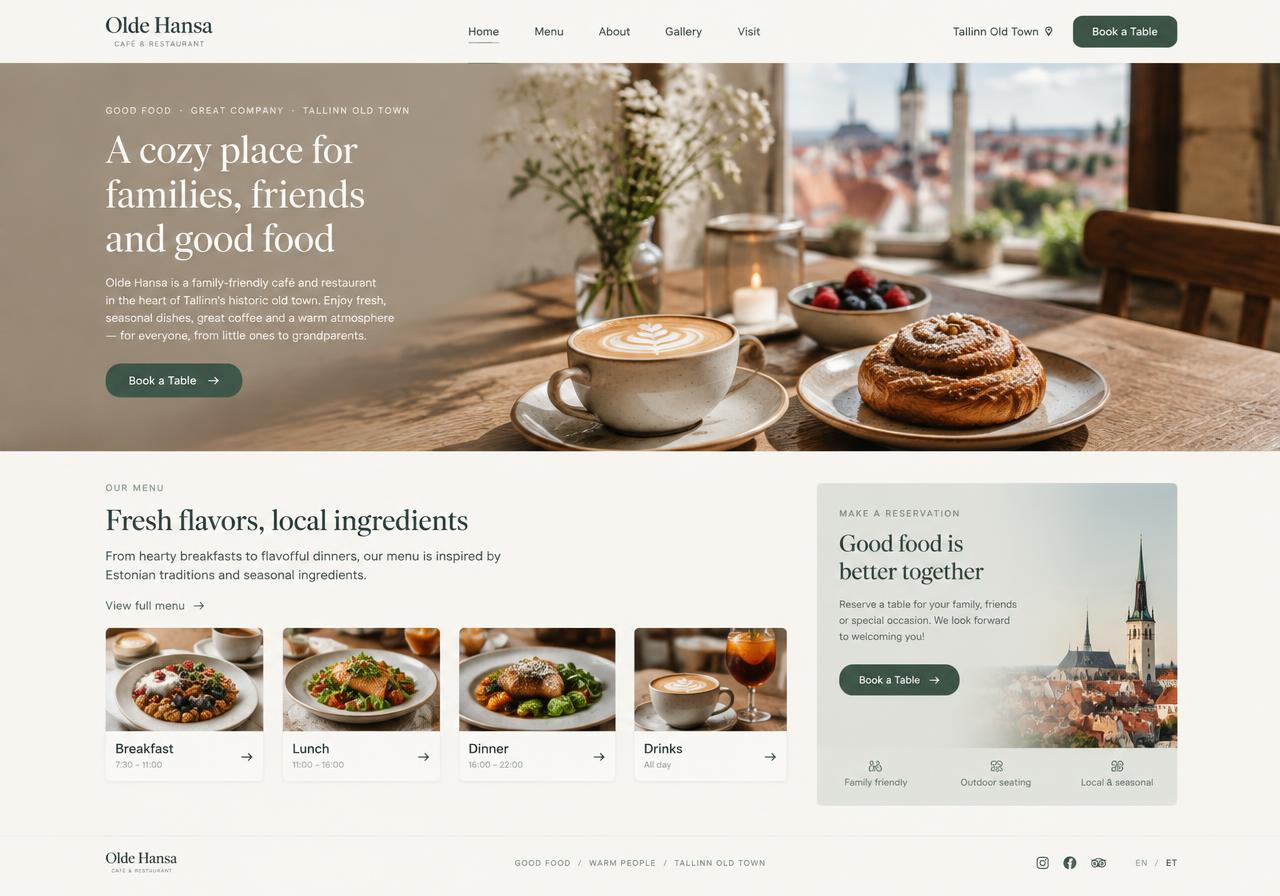 Olde Hansa
CAFÉ & RESTAURANT
Home
Menu
About
Gallery
Visit
Tallinn Old Town
Book a Table
GOOD FOOD · GREAT COMPANY · TALLINN OLD TOWN
A cozy place for
families, friends
and good food
Olde Hansa is a family-friendly café and restaurant
in the heart of Tallinn's historic old town. Enjoy fresh,
seasonal dishes, great coffee and a warm atmosphere
— for everyone, from little ones to grandparents.
Book a Table →
OUR MENU
Fresh flavors, local ingredients
From hearty breakfasts to flavofful dinners, our menu is inspired by
Estonian traditions and seasonal ingredients.
View full menu →
Breakfast →
7:30 – 11:00
Lunch →
11:00 – 16:00
Dinner →
16:00 – 22:00
Drinks →
All day
MAKE A RESERVATION
Good food is
better together
Reserve a table for your family, friends
or special occasion. We look forward
to welcoming you!
Book a Table →
Family friendly
Outdoor seating
Local & seasonal
Olde Hansa
CAFÉ & RESTAURANT
GOOD FOOD / WARM PEOPLE / TALLINN OLD TOWN
EN / ET